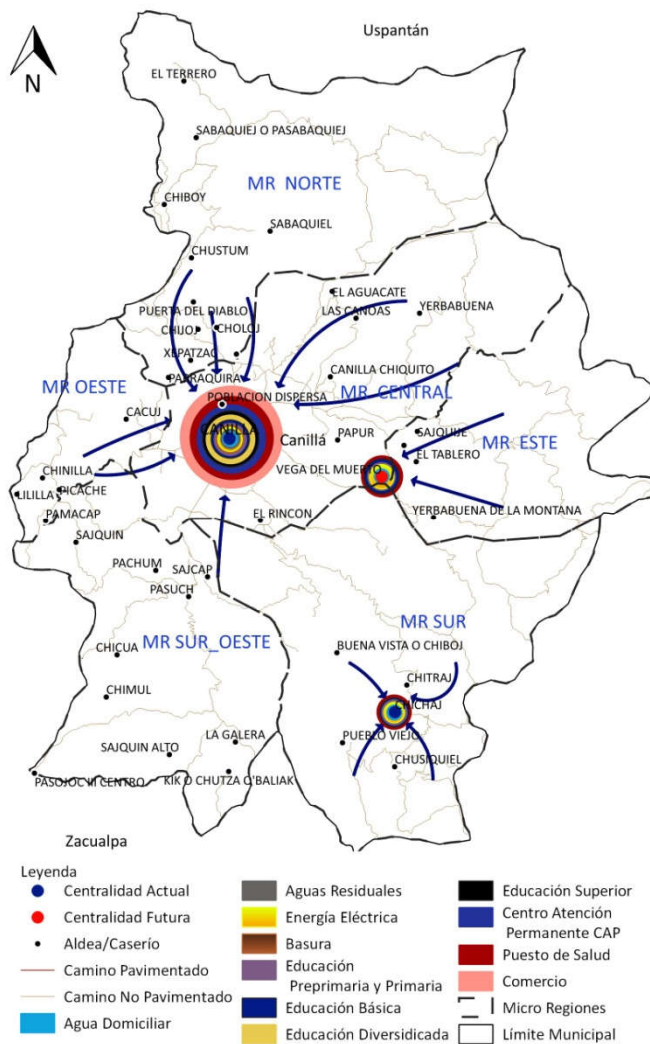 Uspantán
N
EL TERRERO
SABAQUIEJ O PASABAQUIEJ
MR NORTE
CHIBOY
SABAQUIEL
CHUSTUM
EL AGUACATE
PUERTA DEL DIABLO
LAS CANOAS
YERBABUENA
CHIJOJ
CHOLOJ
XEPATZAC
PARRAQUIRA
CANILLA CHIQUITO
MR OESTE
MR CENTRAL
POBLACION DISPERSA
CACUJ
CANILLA
Canillá
PAPUR
SAJQUIJE
MR ESTE
EL TABLERO
VEGA DEL MUERTO
CHINILLA
LILILLA
PICACHE
PAMACAP
EL RINCON
YERBABUENA DE LA MONTANA
SAJQUIN
PACHUM
SAJCAP
PASUCH
MR SUR
MR SUR_OESTE
BUENA VISTA O CHIBOJ
CHICUA
CHITRAJ
CHIMUL
CHICHAJ
LA GALERA
PUEBLO VIEJO
SAJQUIN ALTO
CHUSIQUIEL
PASOJOC III CENTRO
KIK O CHUTZA Q'BALIAK
Zacualpa
Leyenda
Centralidad Actual
Centralidad Futura
Aldea/Caserío
Camino Pavimentado
Camino No Pavimentado
Agua Domiciliar
Aguas Residuales
Energía Eléctrica
Basura
Educación
Preprimaria y Primaria
Educación Básica
Educación Diversidicada
Educación Superior
Centro Atención
Permanente CAP
Puesto de Salud
Comercio
Micro Regiones
Límite Municipal